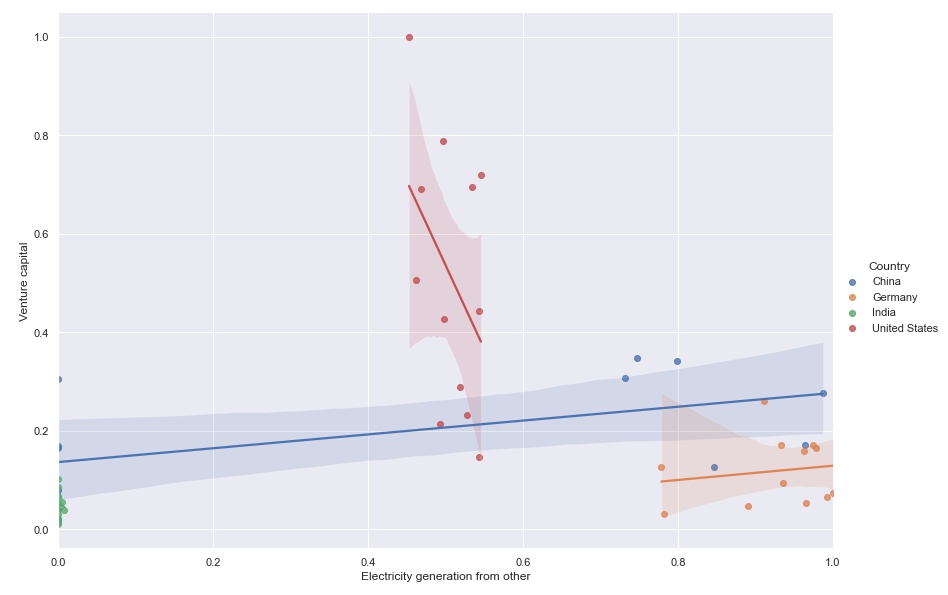 1.0
0.8
0.6
0.4
0.2
0.0
Venture capital
0.0 0.2 0.4 0.6 0.8 1.0
Electricity generation from other
Country
China
Germany
India
United States